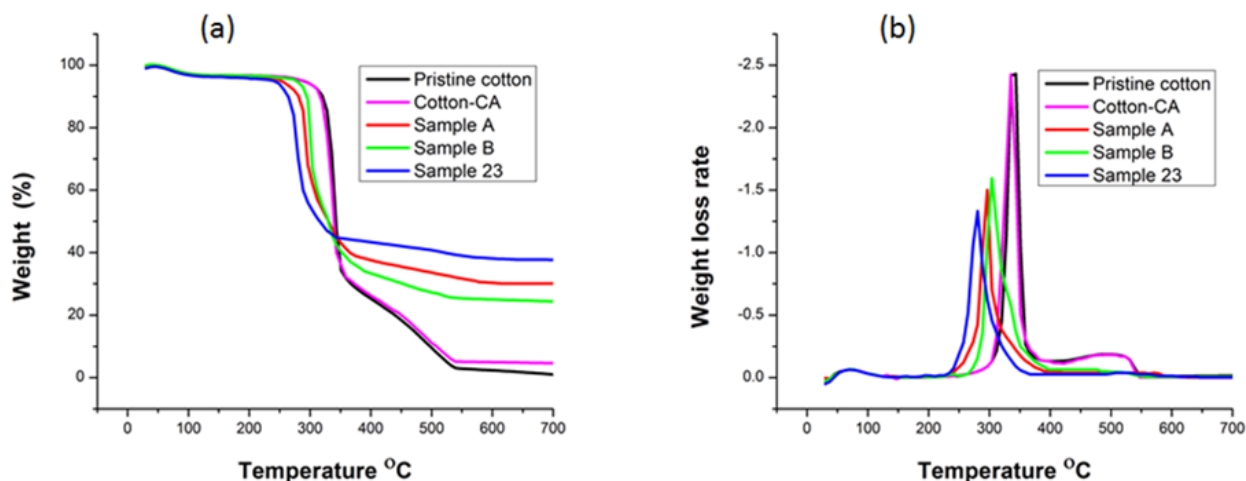 (a)
Weight (%)
100
80
60
40
20
0
Pristine cotton
Cotton-CA
Sample A
Sample B
Sample 23
0 100 200 300 400 500 600 700
Temperature ᴼC
(b)
Weight loss rate
-2.5
-2.0
-1.5
-1.0
-0.5
0.0
Pristine cotton
Cotton-CA
Sample A
Sample B
Sample 23
0 100 200 300 400 500 600 700
Temperature ᴼC